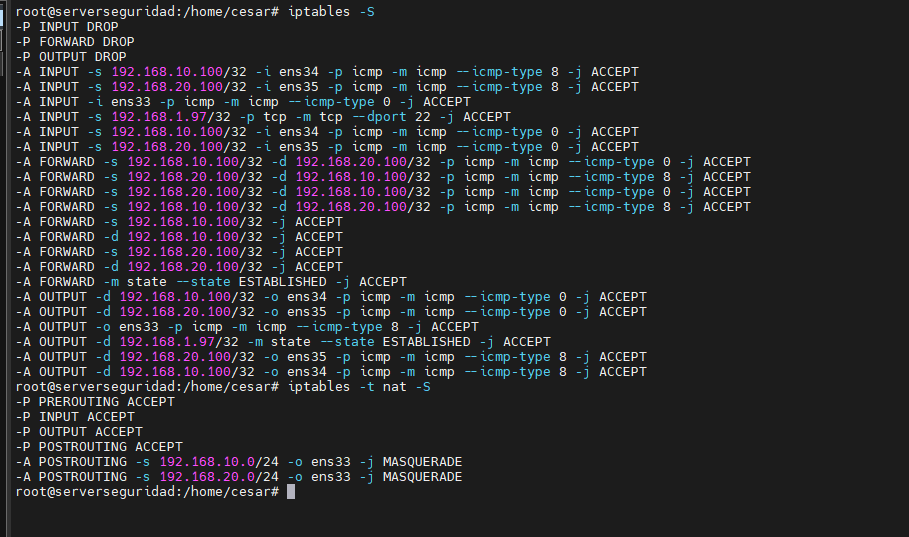 root@serverseguridad:/home/cesar# iptables -S
-P INPUT DROP
-P FORWARD DROP
-P OUTPUT DROP
-A INPUT -s 192.168.10.100/32 -i ens34 -p icmp -m icmp --icmp-type 8 -j ACCEPT
-A INPUT -s 192.168.20.100/32 -i ens35 -p icmp -m icmp --icmp-type 8 -j ACCEPT
-A INPUT -i ens33 -p icmp -m icmp --icmp-type 0 -j ACCEPT
-A INPUT -s 192.168.1.97/32 -p tcp -m tcp --dport 22 -j ACCEPT
-A INPUT -s 192.168.10.100/32 -i ens34 -p icmp -m icmp --icmp-type 0 -j ACCEPT
-A INPUT -s 192.168.20.100/32 -i ens35 -p icmp -m icmp --icmp-type 0 -j ACCEPT
-A FORWARD -s 192.168.10.100/32 -d 192.168.20.100/32 -p icmp -m icmp --icmp-type 0 -j ACCEPT
-A FORWARD -s 192.168.20.100/32 -d 192.168.10.100/32 -p icmp -m icmp --icmp-type 8 -j ACCEPT
-A FORWARD -s 192.168.20.100/32 -d 192.168.10.100/32 -p icmp -m icmp --icmp-type 0 -j ACCEPT
-A FORWARD -s 192.168.10.100/32 -d 192.168.20.100/32 -p icmp -m icmp --icmp-type 8 -j ACCEPT
-A FORWARD -s 192.168.10.100/32 -j ACCEPT
-A FORWARD -d 192.168.10.100/32 -j ACCEPT
-A FORWARD -s 192.168.20.100/32 -j ACCEPT
-A FORWARD -d 192.168.20.100/32 -j ACCEPT
-A FORWARD -m state --state ESTABLISHED -j ACCEPT
-A OUTPUT -d 192.168.10.100/32 -o ens34 -p icmp -m icmp --icmp-type 0 -j ACCEPT
-A OUTPUT -d 192.168.20.100/32 -o ens35 -p icmp -m icmp --icmp-type 0 -j ACCEPT
-A OUTPUT -o ens33 -p icmp -m icmp --icmp-type 8 -j ACCEPT
-A OUTPUT -d 192.168.1.97/32 -m state --state ESTABLISHED -j ACCEPT
-A OUTPUT -d 192.168.20.100/32 -o ens35 -p icmp -m icmp --icmp-type 8 -j ACCEPT
-A OUTPUT -d 192.168.10.100/32 -o ens34 -p icmp -m icmp --icmp-type 8 -j ACCEPT
root@serverseguridad:/home/cesar# iptables -t nat -S
-P PREROUTING ACCEPT
-P INPUT ACCEPT
-P OUTPUT ACCEPT
-P POSTROUTING ACCEPT
-A POSTROUTING -s 192.168.10.0/24 -o ens33 -j MASQUERADE
-A POSTROUTING -s 192.168.20.0/24 -o ens33 -j MASQUERADE
root@serverseguridad:/home/cesar#